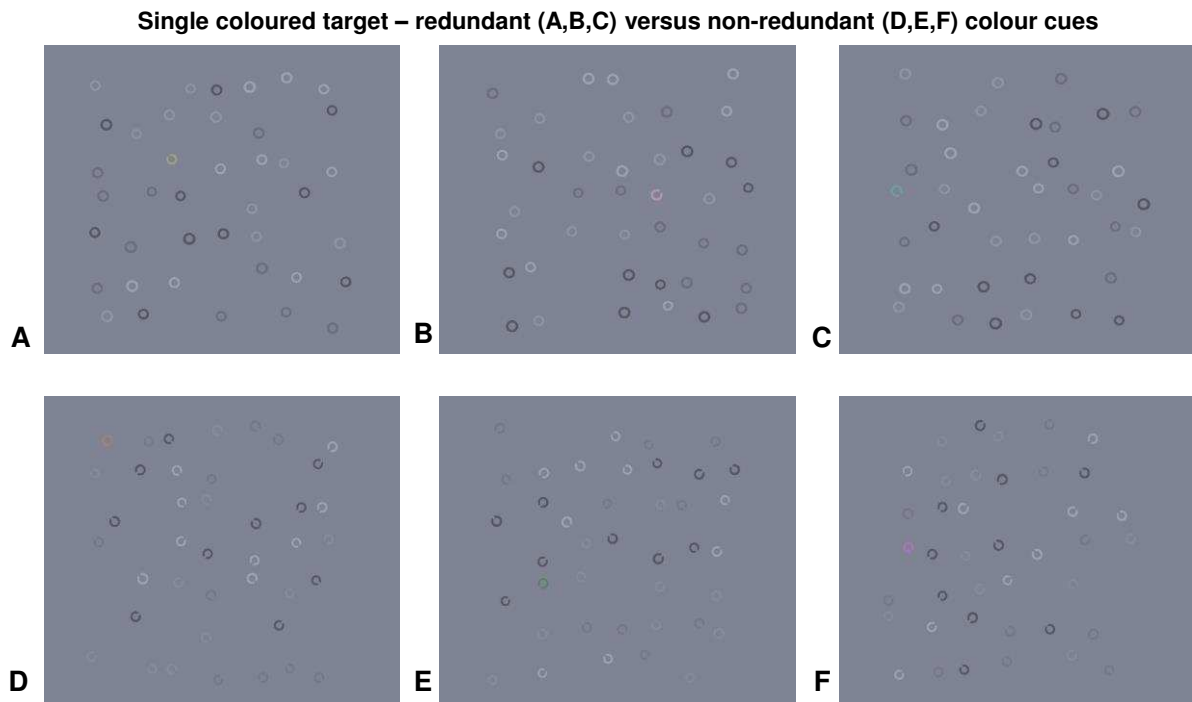 Single coloured target – redundant (A,B,C) versus non-redundant (D,E,F) colour cues
A
B
C
D
E
F